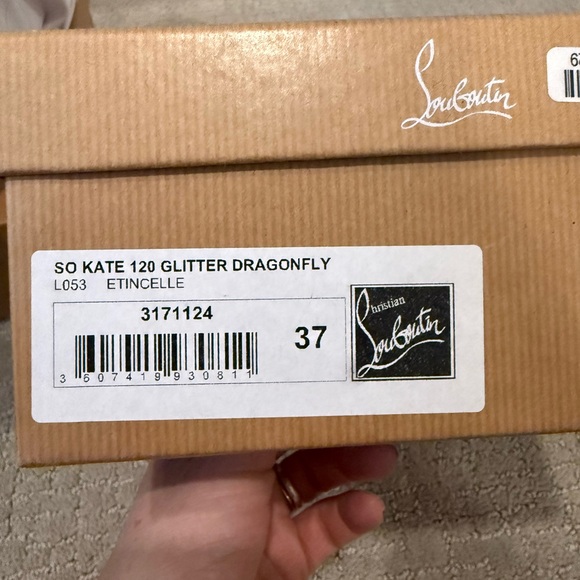 Louboutin
SO KATE 120 GLITTER DRAGONFLY
L053 ETINCELLE
3171124
37
3 607419 930811
Christian
Louboutin